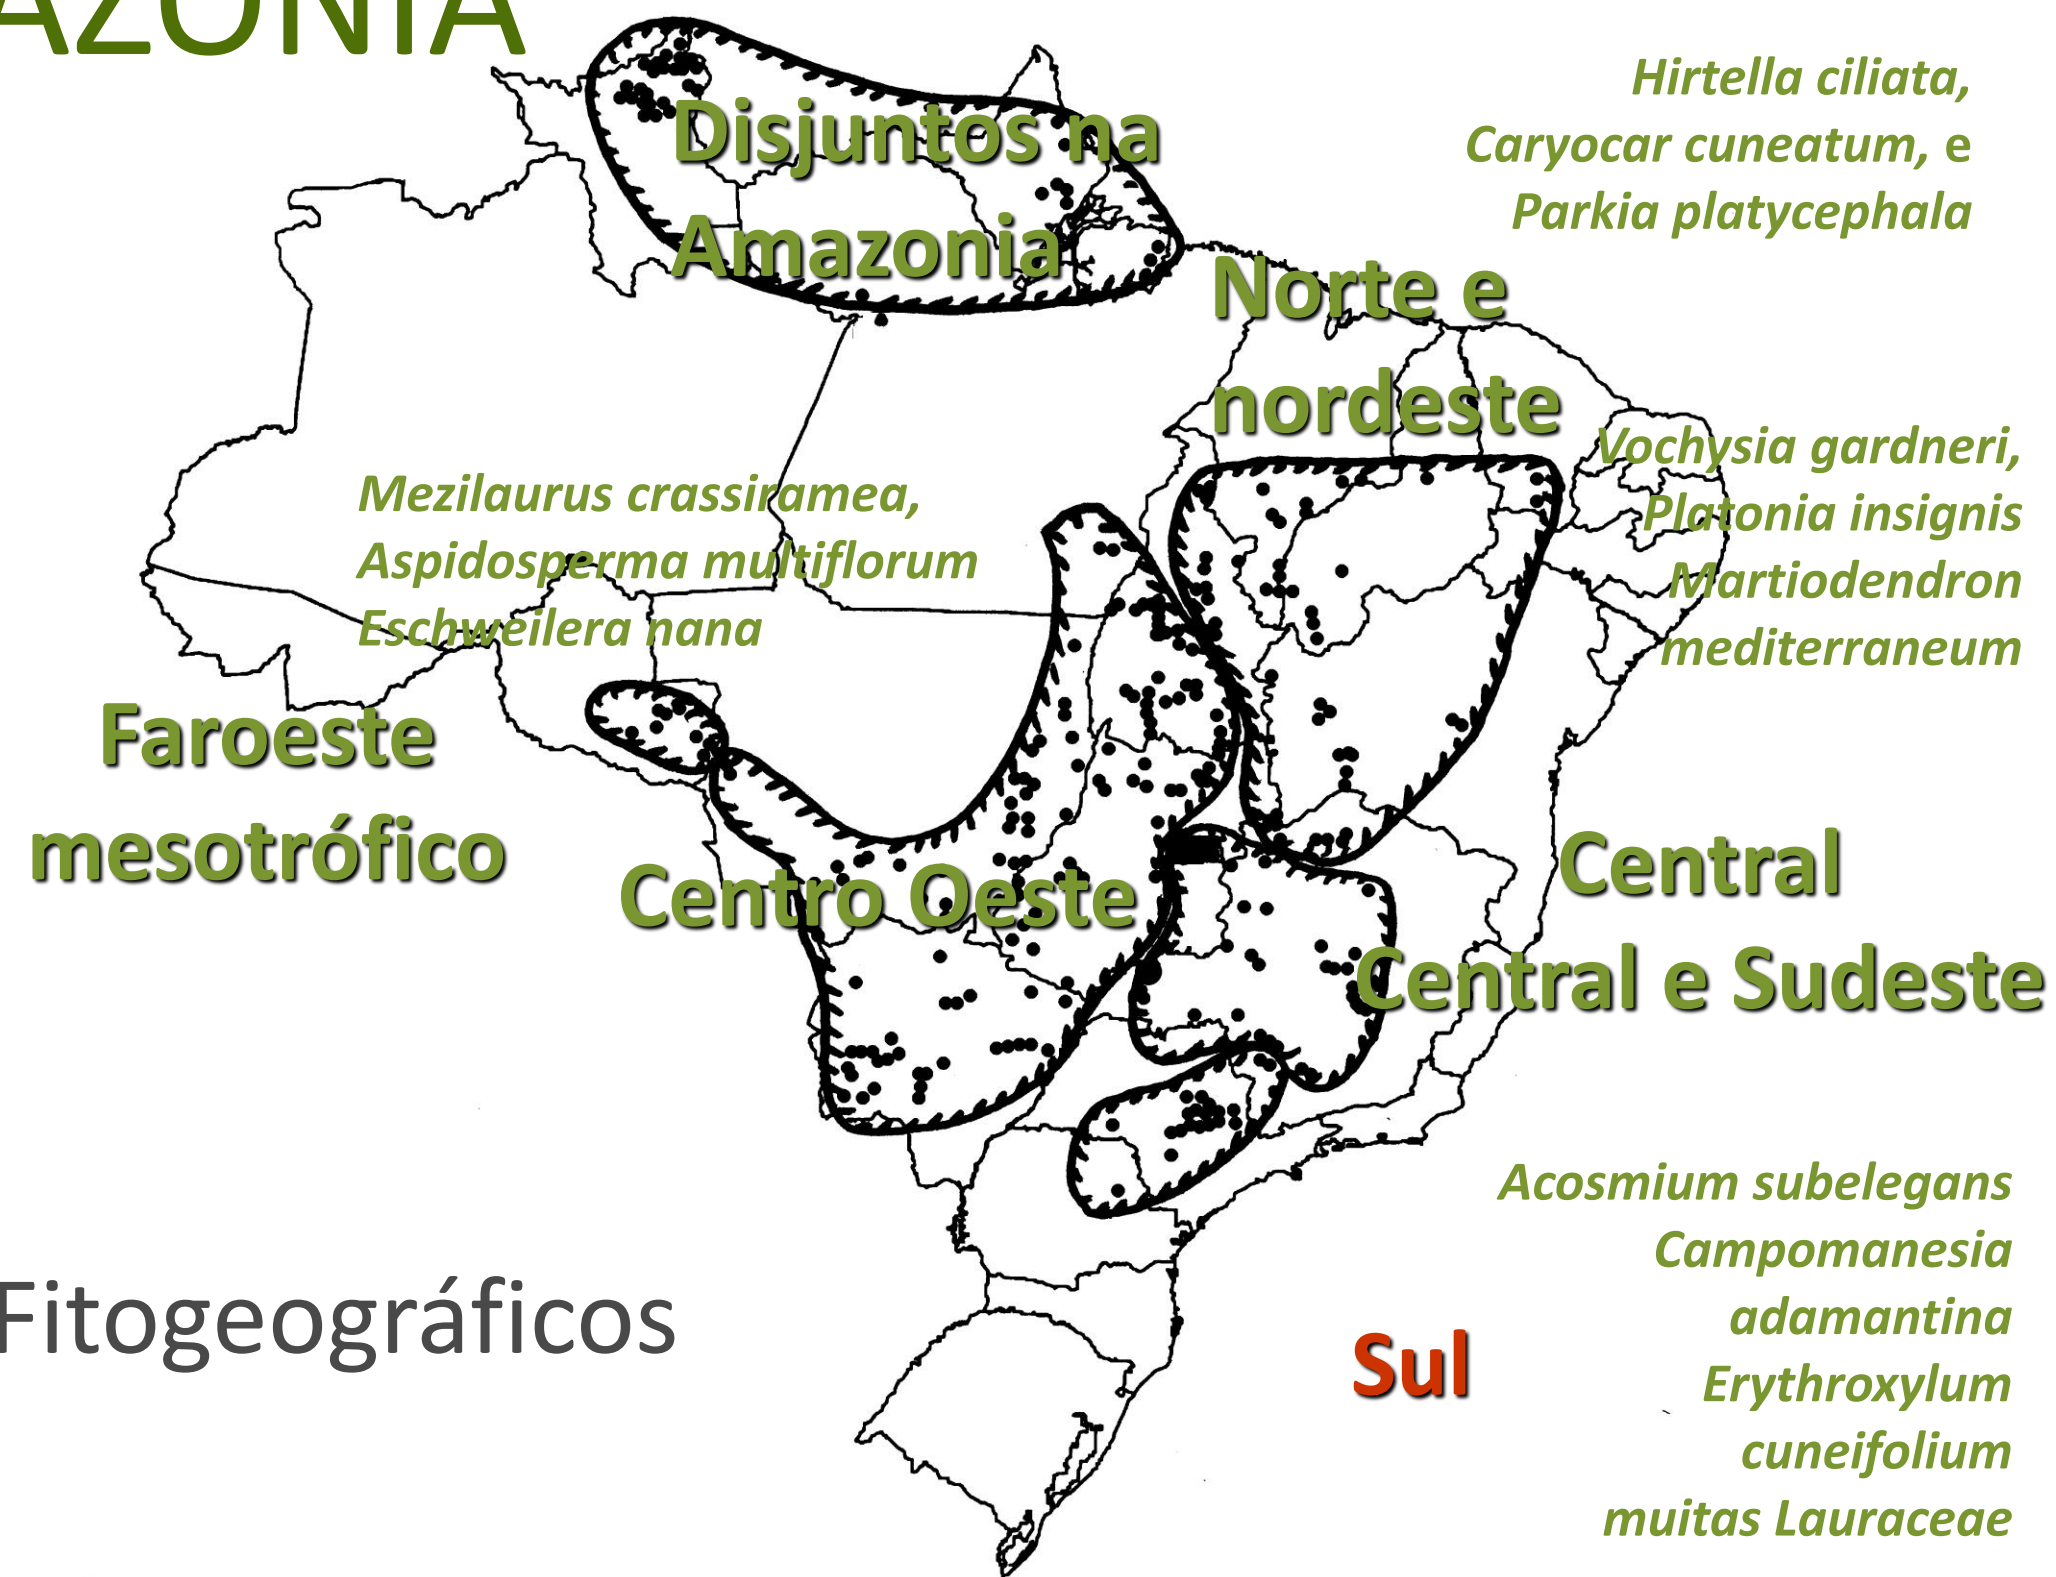 AZONIA
Hirtella ciliata,
Caryocar cuneatum, e
Parkia platycephala
Disjuntos na
Amazonia
Norte e
nordeste
Vochysia gardneri,
Platonia insignis
Martiodendron
mediterraneum
Mezilaurus crassiramea,
Aspidosperma multiflorum
Eschweilera nana
Faroeste
mesotrófico
Centro Oeste
Central
Central e Sudeste
Acosmium subelegans
Campomanesia
adamantina
Erythroxylum
cuneifolium
muitas Lauraceae
Sul
Fitogeográficos